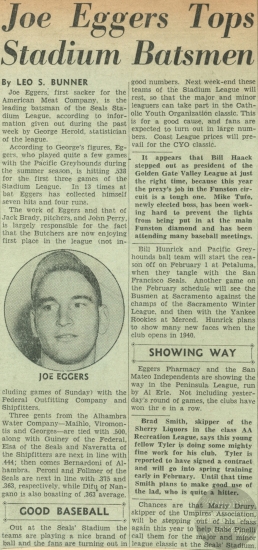 Joe Eggers Tops
Stadium Batsmen
By LEO S. BUNNER
Joe Eggers, first sacker for the
American Meat Company, is the
leading batsman of the Seals Sta-
dium League, according to infor-
mation given out during the past
week by George Herold, statistician
of the league.
According to George's figures, Eg-
gers, who played quite a few games
with the Pacific Greyhounds during
the summer season, is hitting .538
for the first three games of the
Stadium League. In 13 times at
bat Eggers has collected himself
seven hits and four runs.
The work of Eggers and that of
Jack Brady, pitchers, and John Perry,
is largely responsible for the fact
that the Butchers are now enjoying
first place in the league (not in-
JOE EGGERS
cluding games of Sunday) with the
Federal Outfitting Company and
Shipfitters.
Three gents from the Alhambra
Water Company—Mailho, Viromon-
tis and Georges—are tied with .500,
along with Guiney of the Federal.
Elsa of the Seals and Navaretta of
the Shipfitters are next in line with
.444; then comes Bernardoni of Al-
hambra. Peroni and Pollmer of the
Seals are next in line with .375 and
.363, respectively, while Difu of Nan-
gano is also boasting of .363 average.
GOOD BASEBALL
Out at the Seals' Stadium the
teams are playing a nice brand of
ball and the fans are turning out in
good numbers. Next week-end these
teams of the Stadium League will
rest, so that the major and minor
leaguers can take part in the Cath-
olic Youth Organization classic. This
is for a good cause, and fans are
expected to turn out in large num-
bers. Coast League prices will pre-
vail for the CYO classic.
It appears that Bill Haack
stepped out as president of the
Golden Gate Valley League at just
the right time, because this year
the prexy's job in the Funston cir-
cuit is a tough one. Mike Tufo,
newly elected boss, has been work-
ing hard to prevent the lights
from being put in at the main
Funston diamond and has been
attending many baseball meetings.
Bill Hunrick and Pacific Grey-
hounds ball team will start the sea-
son off on February 1 at Petaluma,
when they tangle with the San
Francisco Seals. Another game on
the February schedule will see the
Busmen at Sacramento against the
champs of the Sacramento Winter
League, and then with the Yankee
Rookies at Merced. Hunrick plans
to show many new faces when the
club opens in 1940.
SHOWING WAY
Eggers Pharmacy and the San
Mateo Independents are showing the
way in the Peninsula League, run
by Al Erle. Not including yester-
day's round of games, the clubs have
won the e in a row.
Brad Smith, skipper of the
Sherry Liquors in the class AA
Recreation League, says this young
fellow Tyler is doing some mighty
fine work for his club. Tyler is
reported to have signed a contract
and will go into spring training
early in February. Until that time
Smith plans to make good use of
the lad, who is quite a hitter.
Chances are that Marty Drury,
skipper of the Umpires' Association,
will be stepping out of his class
again this year to help Babe Pinelli
call them for the major and minor
league classic at the Seals' Stadium